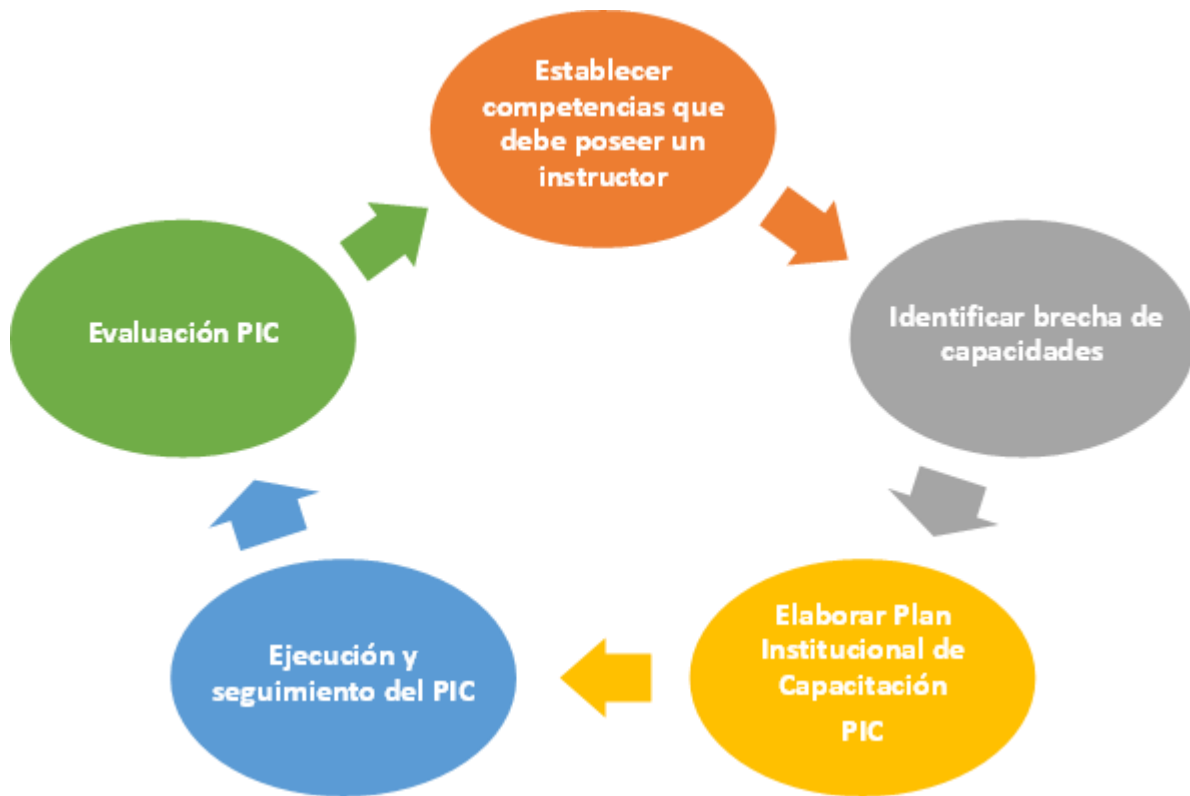 Establecer
competencias que
debe poseer un
instructor
Identificar brecha de
capacidades
Elaborar Plan
Institucional de
Capacitación
PIC
Ejecución y
seguimiento del PIC
Evaluación PIC